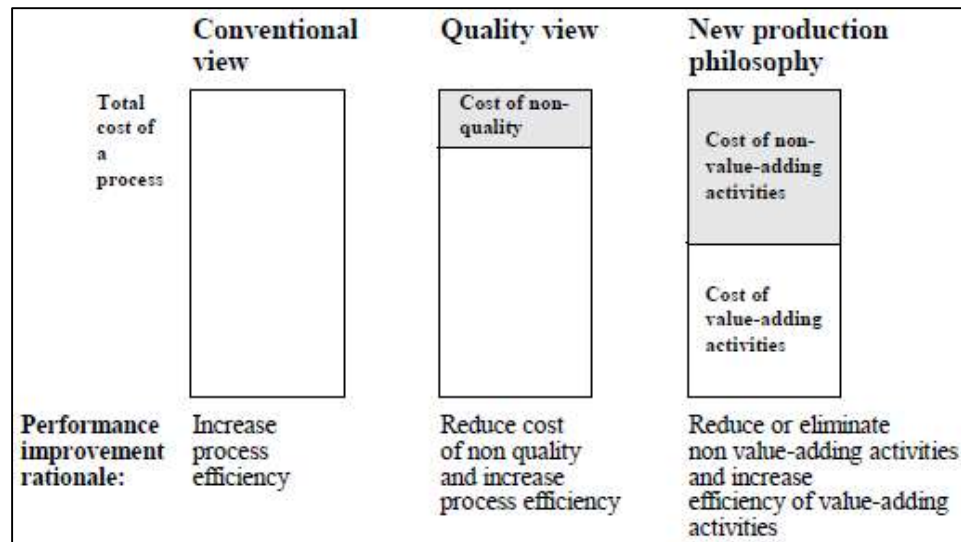 Conventional
view
Quality view
New production
philosophy
Total
cost of
a
process
Cost of non-
quality
Cost of non-
value-adding
activities
Cost of
value-adding
activities
Performance
improvement
rationale:
Increase
process
efficiency
Reduce cost
of non quality
and increase
process efficiency
Reduce or eliminate
non value-adding activities
and increase
efficiency of value-adding
activities